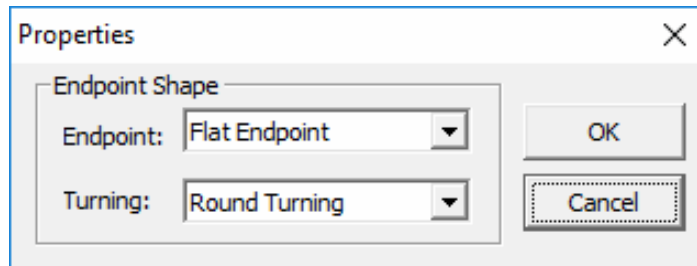 Properties
Endpoint Shape
Endpoint: Flat Endpoint
OK
Turning: Round Turning
Cancel